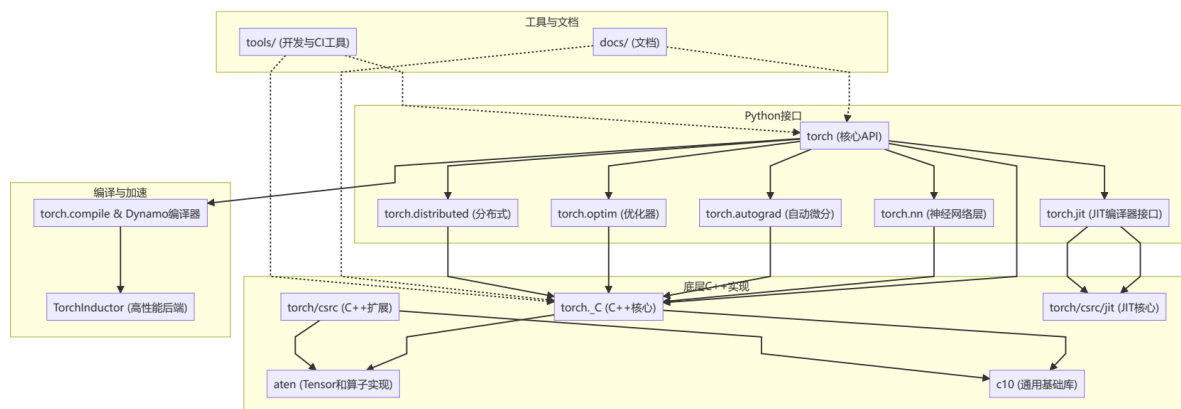 工具与文档
tools/ (开发与CI工具)
docs/ (文档)
Python接口
torch (核心API)
编译与加速
torch.compile & Dynamo编译器
torch.distributed (分布式)
torch.optim (优化器)
torch.autograd (自动微分)
torch.nn (神经网络层)
torch.jit (JIT编译器接口)
底层C++实现
TorchInductor (高性能后端)
torch/csrc (C++扩展)
torch._C (C++核心)
torch/csrc/jit (JIT核心)
aten (Tensor和算子实现)
c10 (通用基础库)